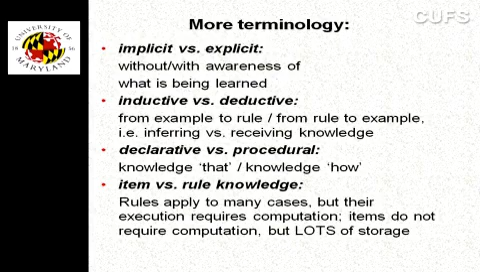 More terminology:
CUFS
UNIVERSITY OF
18 56
MARYLAND
• implicit vs. explicit:
without/with awareness of
what is being learned
• inductive vs. deductive:
from example to rule / from rule to example,
i.e. inferring vs. receiving knowledge
• declarative vs. procedural:
knowledge ‘that’ / knowledge ‘how’
• item vs. rule knowledge:
Rules apply to many cases, but their
execution requires computation; items do not
require computation, but LOTS of storage